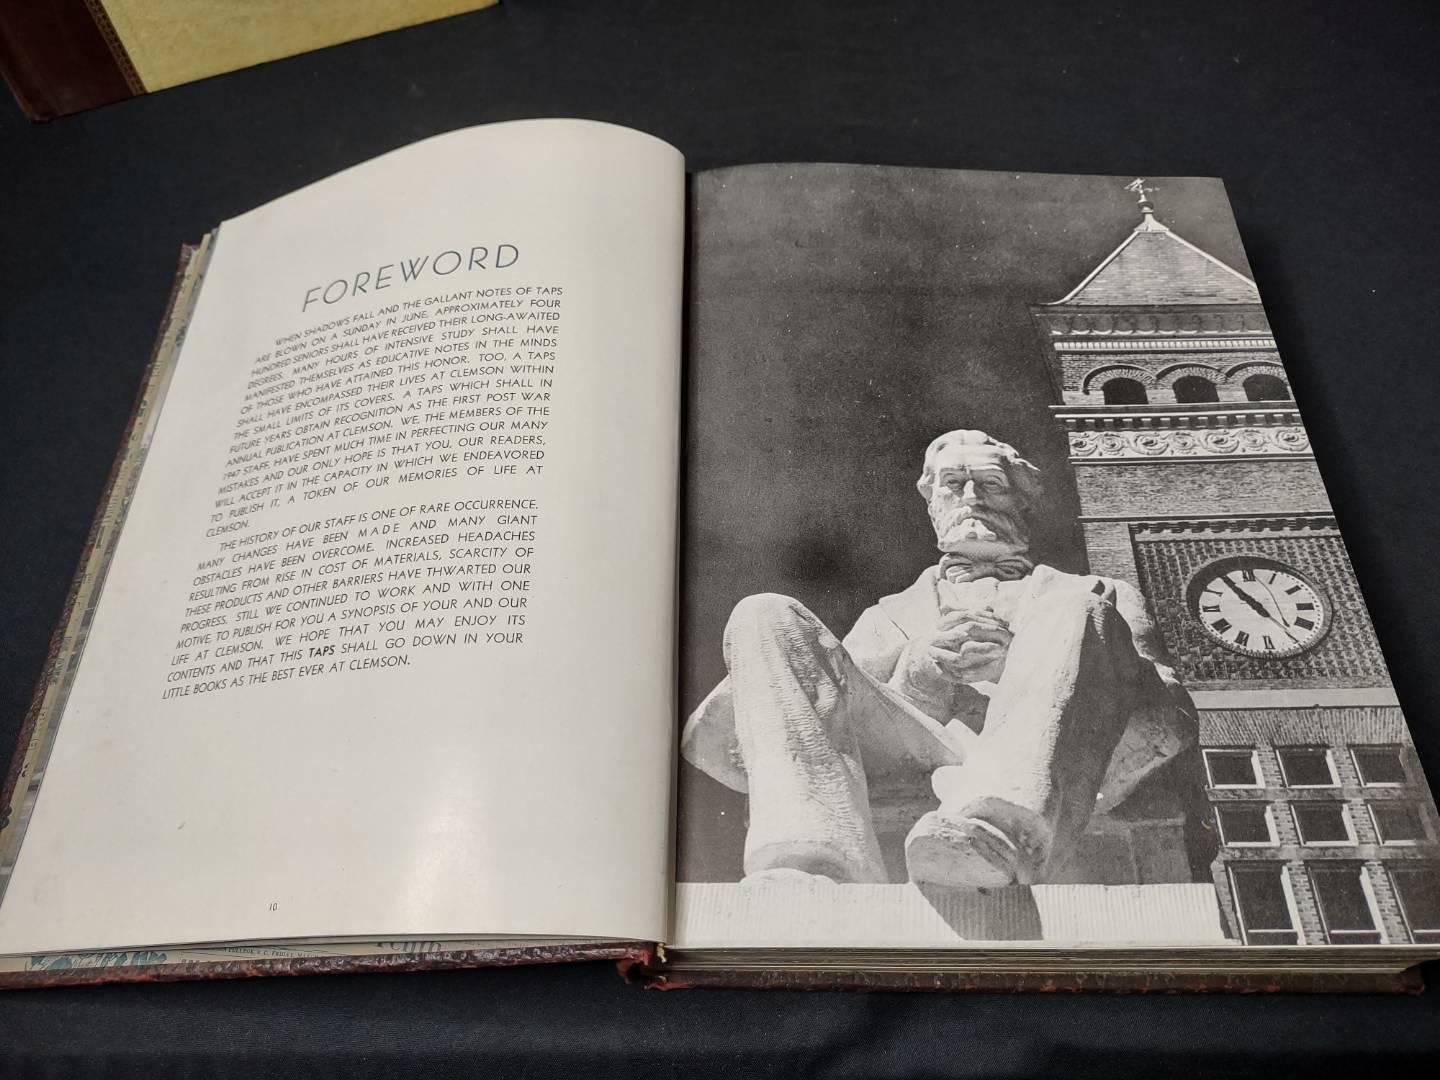 FOREWORD
WHEN SHADOWS FALL AND THE GALLANT NOTES OF TAPS
ARE BLOWN ON A SUNDAY IN JUNE, APPROXIMATELY FOUR
HUNDRED SENIORS SHALL HAVE RECEIVED THEIR LONG-AWAITED
DEGREES. MANY HOURS OF INTENSIVE STUDY SHALL HAVE
MANIFESTED THEMSELVES AS EDUCATIVE NOTES IN THE MINDS
OF THOSE WHO HAVE ATTAINED THIS HONOR. TOO, A TAPS
SHALL HAVE ENCOMPASSED THEIR LIVES AT CLEMSON WITHIN
THE SMALL LIMITS OF ITS COVERS. A TAPS WHICH SHALL IN
FUTURE YEARS OBTAIN RECOGNITION AS THE FIRST POST WAR
ANNUAL PUBLICATION AT CLEMSON. WE, THE MEMBERS OF THE
1947 STAFF, HAVE SPENT MUCH TIME IN PERFECTING OUR MANY
MISTAKES AND OUR ONLY HOPE IS THAT YOU, OUR READERS,
WILL ACCEPT IT IN THE CAPACITY IN WHICH WE ENDEAVORED
TO PUBLISH IT, A TOKEN OF OUR MEMORIES OF LIFE AT
CLEMSON.
THE HISTORY OF OUR STAFF IS ONE OF RARE OCCURRENCE.
MANY CHANGES HAVE BEEN MADE AND MANY GIANT
OBSTACLES HAVE BEEN OVERCOME. INCREASED HEADACHES
RESULTING FROM RISE IN COST OF MATERIALS, SCARCITY OF
THESE PRODUCTS AND OTHER BARRIERS HAVE THWARTED OUR
PROGRESS. STILL WE CONTINUED TO WORK AND WITH ONE
MOTIVE, TO PUBLISH FOR YOU A SYNOPSIS OF YOUR AND OUR
LIFE AT CLEMSON. WE HOPE THAT YOU MAY ENJOY ITS
CONTENTS AND THAT THIS TAPS SHALL GO DOWN IN YOUR
LITTLE BOOKS AS THE BEST EVER AT CLEMSON.
10